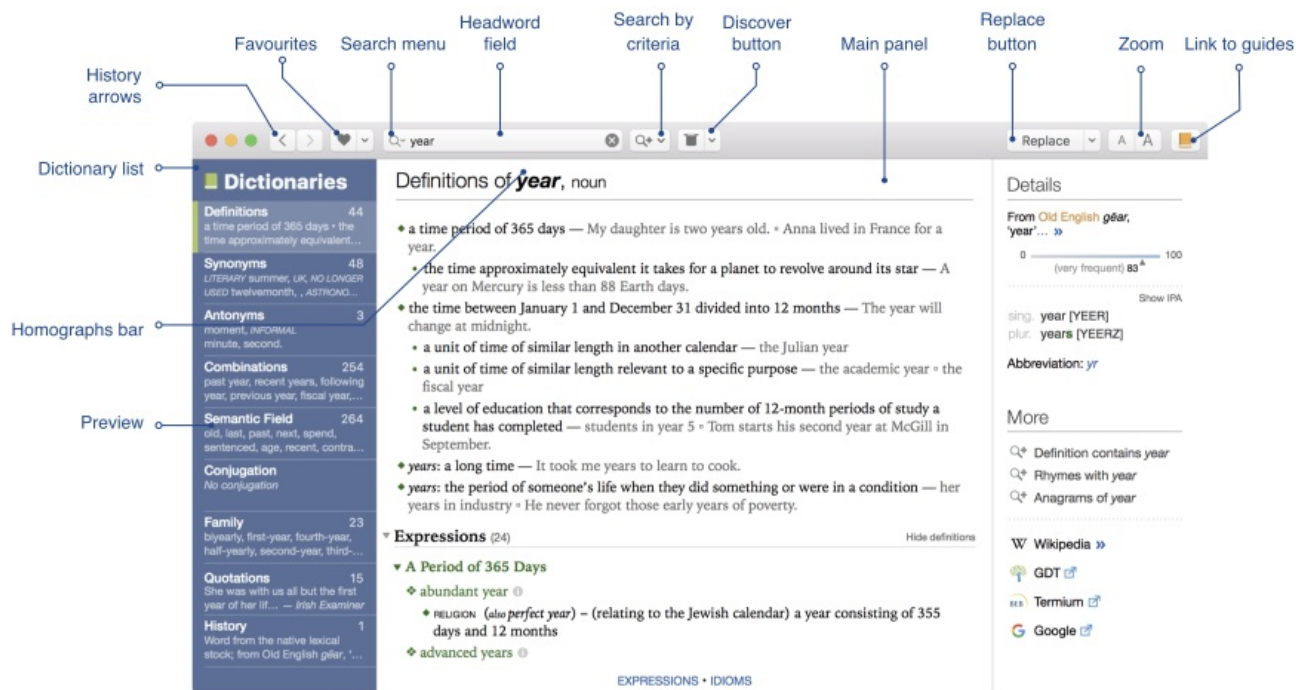 Favourites
Search menu
Headword
field
Search by
criteria
Discover
button
Main panel
Replace
button
Zoom
Link to guides
History
arrows
year
Replace
A A
Dictionary list
Homographs bar
Preview
Dictionaries
Definitions 44
a time period of 365 days • the
time approximately equivalent...
Synonyms 48
LITERARY summer, UK, NO LONGER
USED twelvemonth, , ASTRONO...
Antonyms 3
moment, INFORMAL
minute, second.
Combinations 254
past year, recent years, following
year, previous year, fiscal year,...
Semantic Field 264
old, last, past, next, spend,
sentenced, age, recent, contra...
Conjugation
No conjugation
Family 23
biyearly, first-year, fourth-year,
half-yearly, second-year, third-...
Quotations 15
She was with us all but the first
year of her lif... — Irish Examiner
History 1
Word from the native lexical
stock; from Old English gēar, '...
Definitions of year, noun
a time period of 365 days — My daughter is two years old. ▫ Anna lived in France for a
year.
the time approximately equivalent it takes for a planet to revolve around its star — A
year on Mercury is less than 88 Earth days.
the time between January 1 and December 31 divided into 12 months — The year will
change at midnight.
a unit of time of similar length in another calendar — the Julian year
a unit of time of similar length relevant to a specific purpose — the academic year ▫ the
fiscal year
a level of education that corresponds to the number of 12-month periods of study a
student has completed — students in year 5 ▫ Tom starts his second year at McGill in
September.
years: a long time — It took me years to learn to cook.
years: the period of someone's life when they did something or were in a condition — her
years in industry ▫ He never forgot those early years of poverty.
Expressions (24) Hide definitions
A Period of 365 Days
abundant year
RELIGION (also perfect year) – (relating to the Jewish calendar) a year consisting of 355
days and 12 months
advanced years
EXPRESSIONS • IDIOMS
Details
From Old English gēar,
'year'... »
0 100
(very frequent) 83
Show IPA
sing. year [YEER]
plur. years [YEERZ]
Abbreviation: yr
More
Definition contains year
Rhymes with year
Anagrams of year
W Wikipedia »
GDT
Termium
G Google